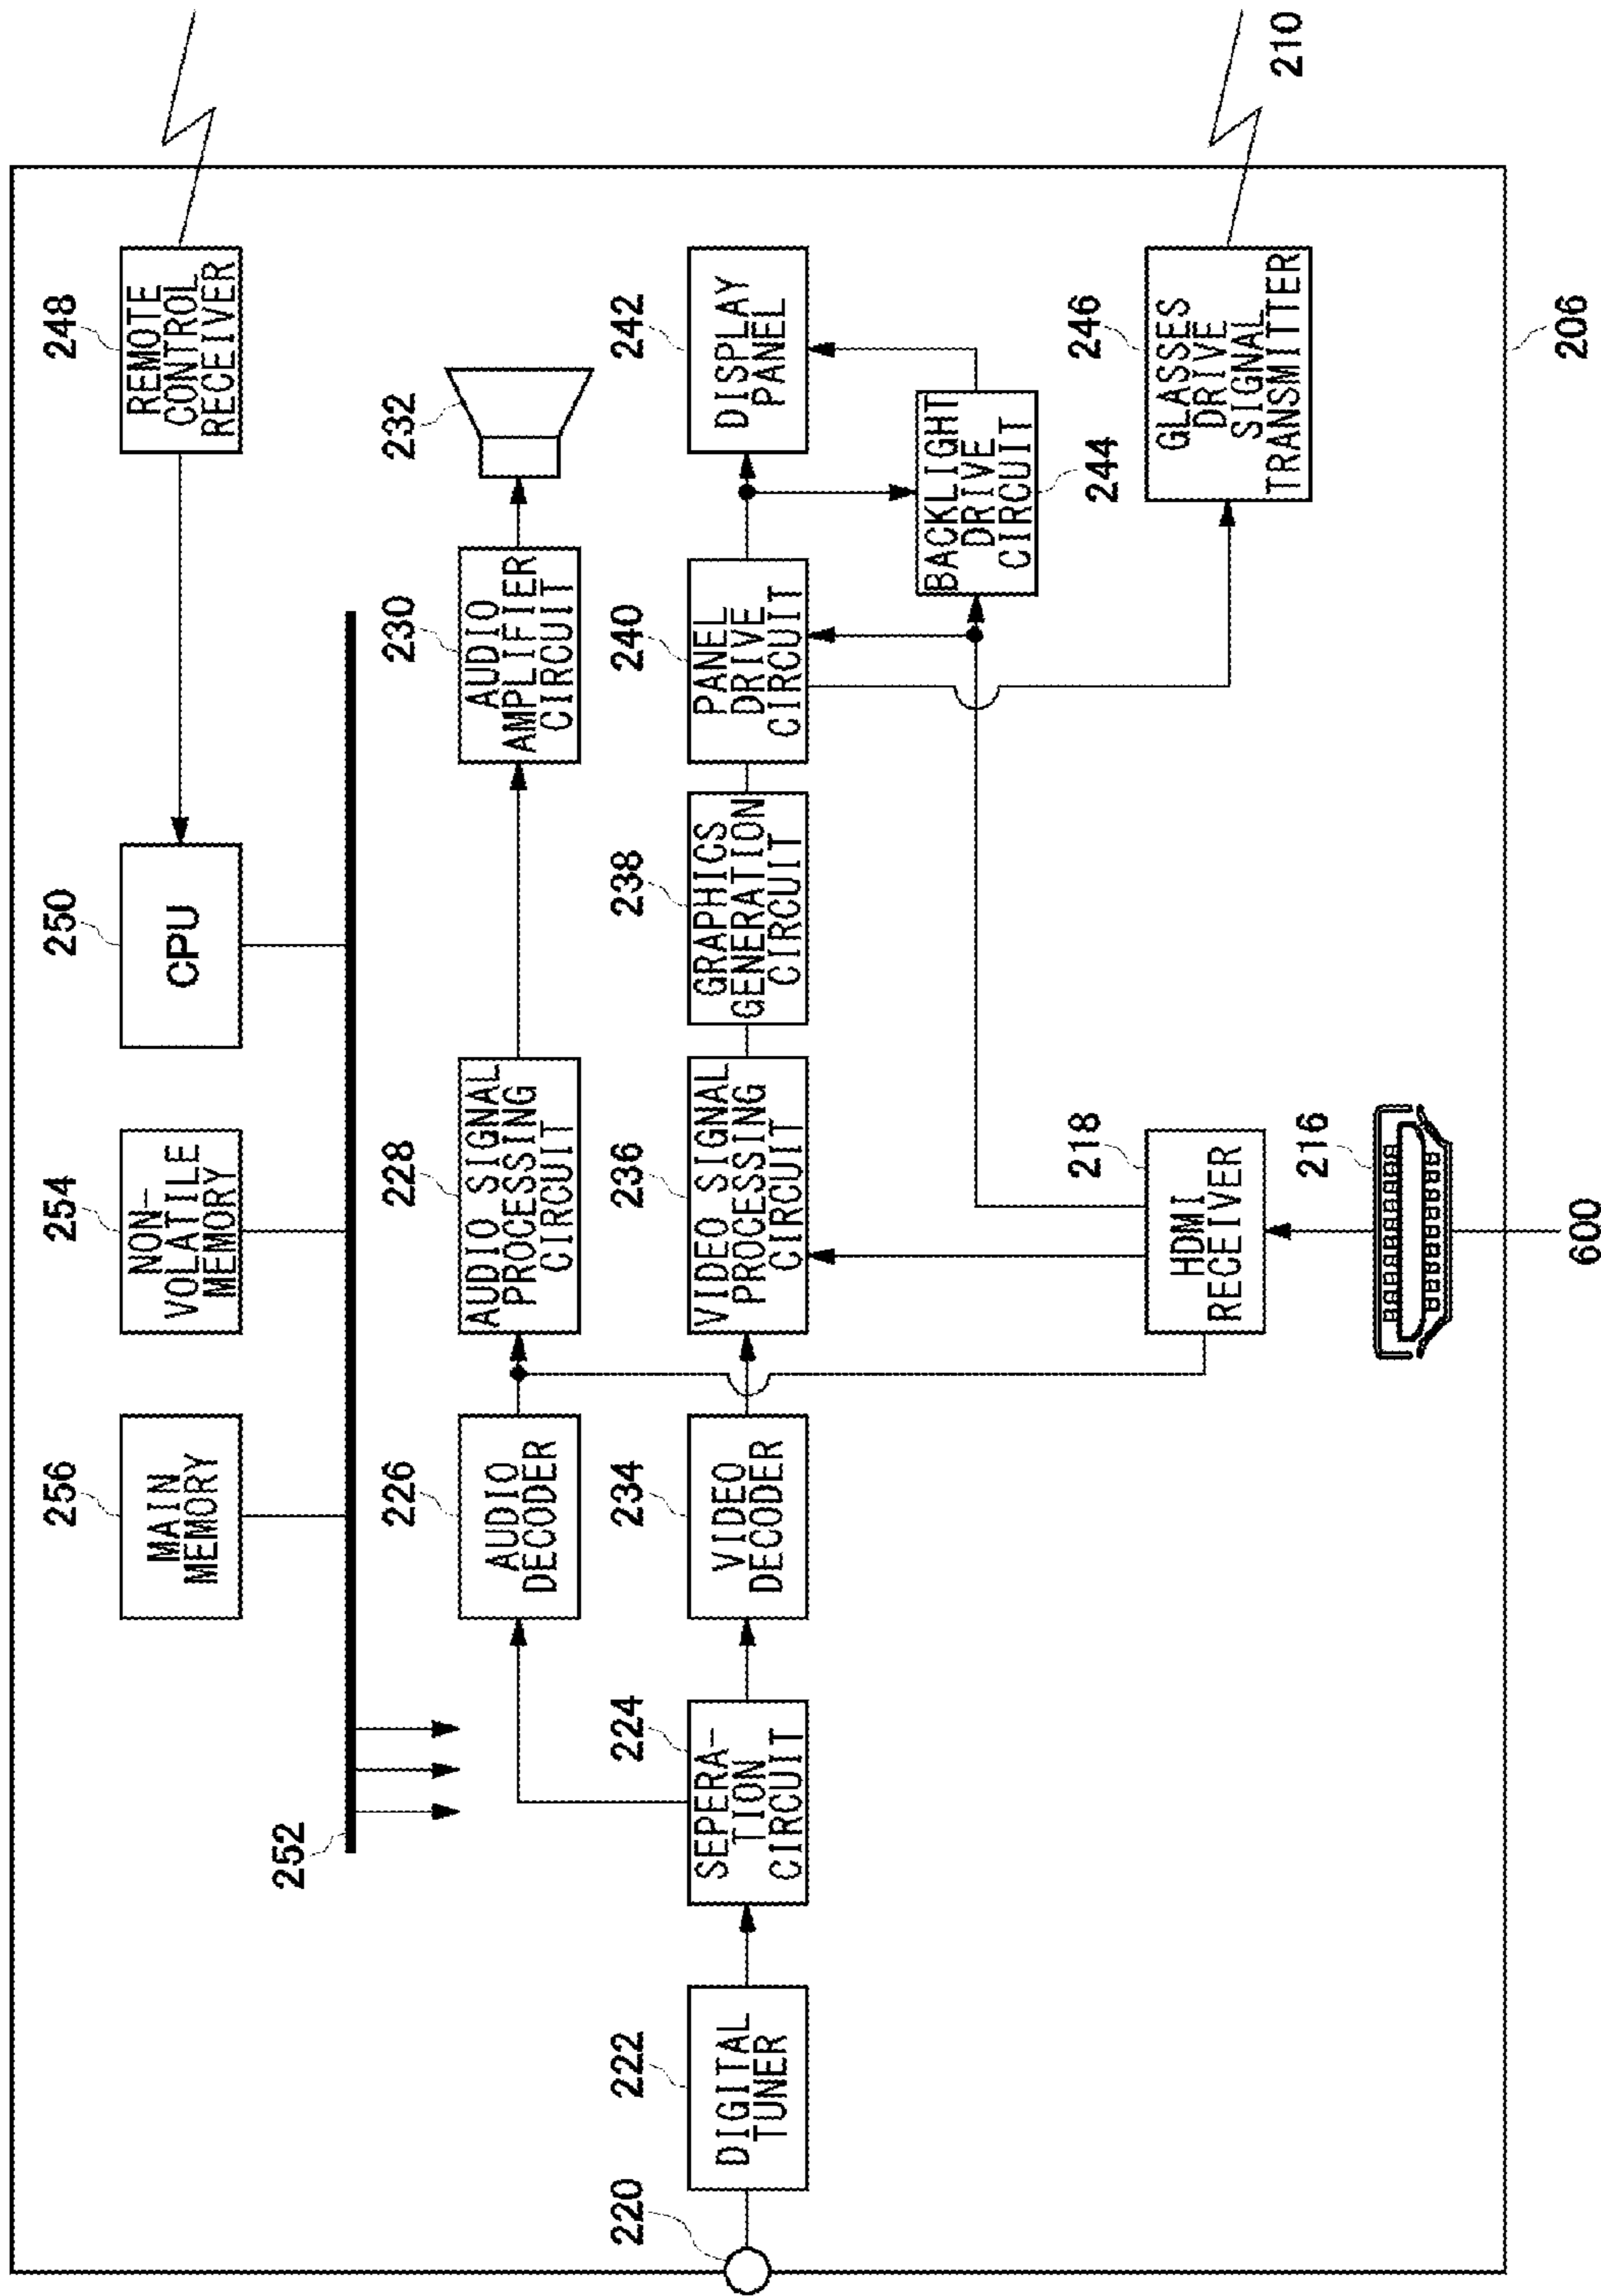 256
MAIN
MEMORY
254
NON-
VOLATILE
MEMORY
250
CPU
248
REMOTE
CONTROL
RECEIVER
252
226
AUDIO
DECODER
228
AUDIO SIGNAL
PROCESSING
CIRCUIT
230
AUDIO
AMPLIFIER
CIRCUIT
232
220
222
DIGITAL
TUNER
224
SEPERA-
TION
CIRCUIT
234
VIDEO
DECODER
236
VIDEO SIGNAL
PROCESSING
CIRCUIT
238
GRAPHICS
GENERATION
CIRCUIT
240
PANEL
DRIVE
CIRCUIT
242
DISPLAY
PANEL
BACKLIGHT
DRIVE
CIRCUIT
244
218
HDMI
RECEIVER
246
GLASSES
DRIVE
SIGNAL
TRANSMITTER
210
216
600
206